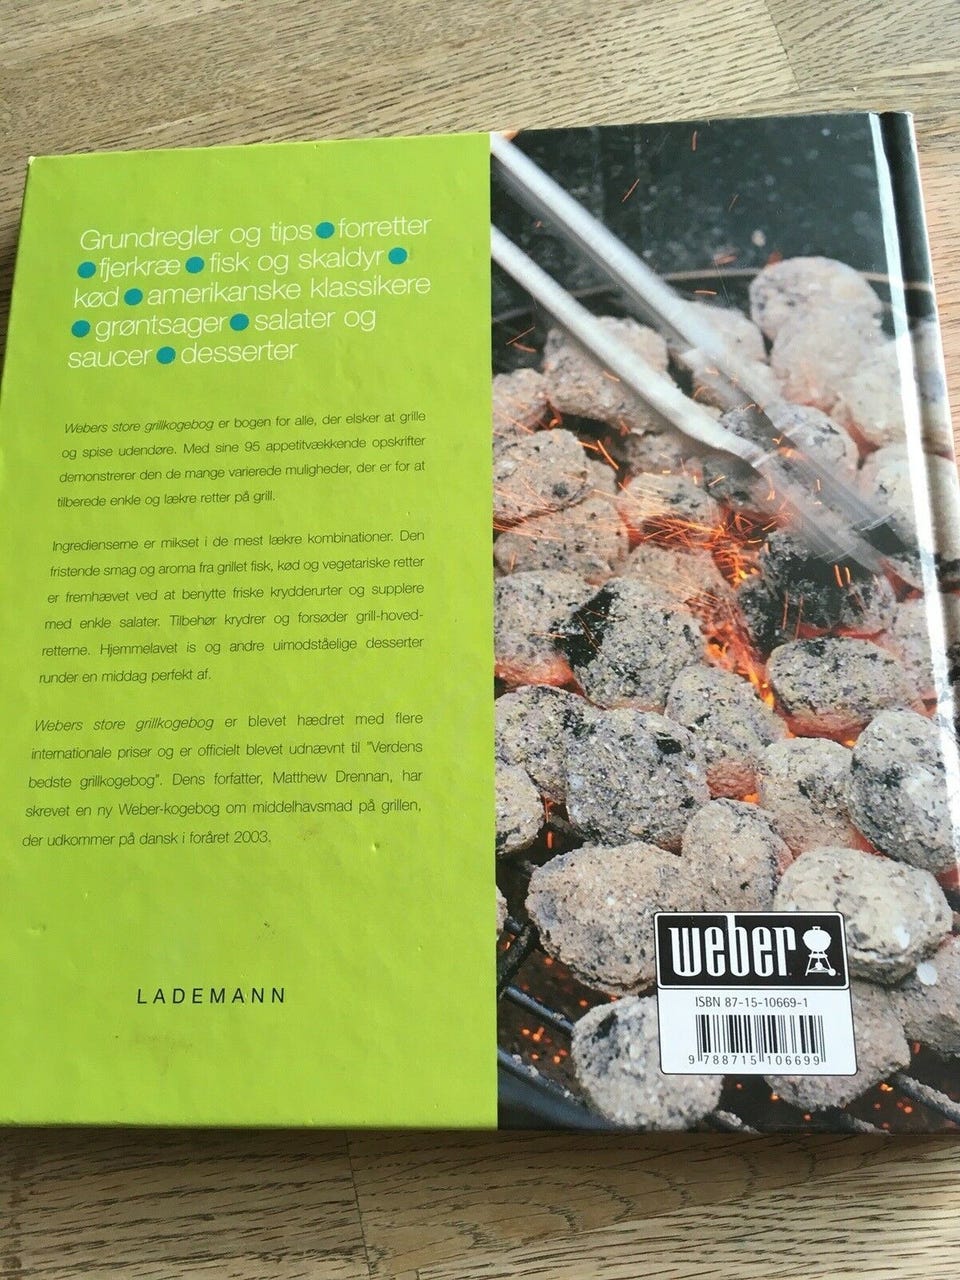 Grundregler og tips●forretter
●fjerkræ●fisk og skaldyr●
kød●amerikanske klassikere
●grøntsager●salater og
saucer●desserter
Webers store grillkogebog er bogen for alle, der elsker at grille
og spise udendøre. Med sine 95 appetitvækkende opskrifter
demonstrerer den de mange varierede muligheder, der er for at
tilberede enkle og lækre retter på grill.
Ingredienserne er mikset i de mest lækre kombinationer. Den
fristende smag og aroma fra grillet fisk, kød og vegetariske retter
er fremhævet ved at benytte friske krydderurter og supplere
med enkle salater. Tilbehør krydrer og forsøder grill-hoved-
retterne. Hjemmelavet is og andre uimodståelige desserter
runder en middag perfekt af.
Webers store grillkogebog er blevet hædret med flere
internationale priser og er officielt blevet udnævnt til "Verdens
bedste grillkogebog". Dens forfatter, Matthew Drennan, har
skrevet en ny Weber-kogebog om middelhavsmad på grillen,
der udkommer på dansk i foråret 2003.
LADEMANN
weber
ISBN 87-15-10669-1
9 788715 106699